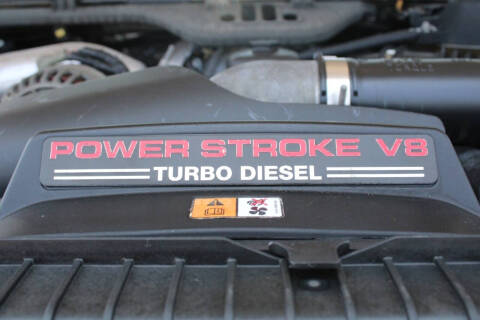 POWER STROKE V8
TURBO DIESEL